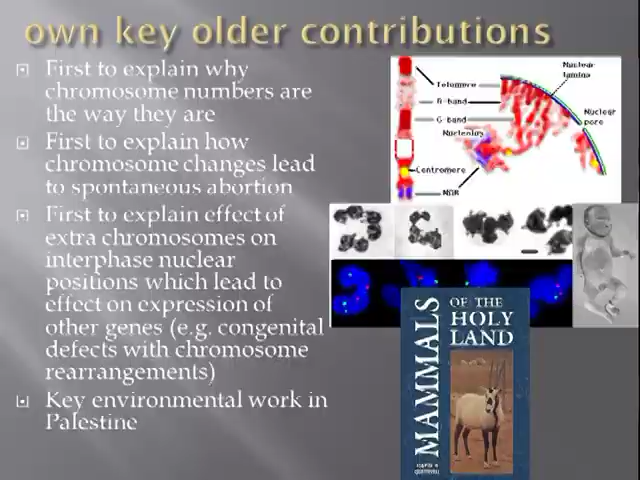 own key older contributions
First to explain why
chromosome numbers are
the way they are
First to explain how
chromosome changes lead
to spontaneous abortion
First to explain effect of
extra chromosomes on
interphase nuclear
positions which lead to
effect on expression of
other genes (e.g. congenital
defects with chromosome
rearrangements)
Key environmental work in
Palestine
Telomere
R-band
G-band
Nucleolus
Centromere
NOR
Nuclear
lamina
Nuclear
pore
MAMMALS
OF THE
HOLY
LAND